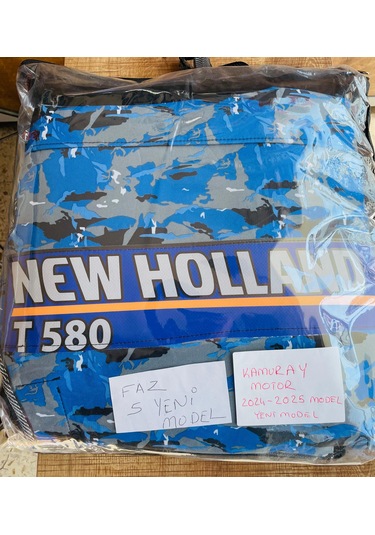 NEW HOLLAND
T 580
FAZ
5 YENİ
MODEL
KAMURAY
MOTOR
2024-2025 MODEL
YENİ MODEL